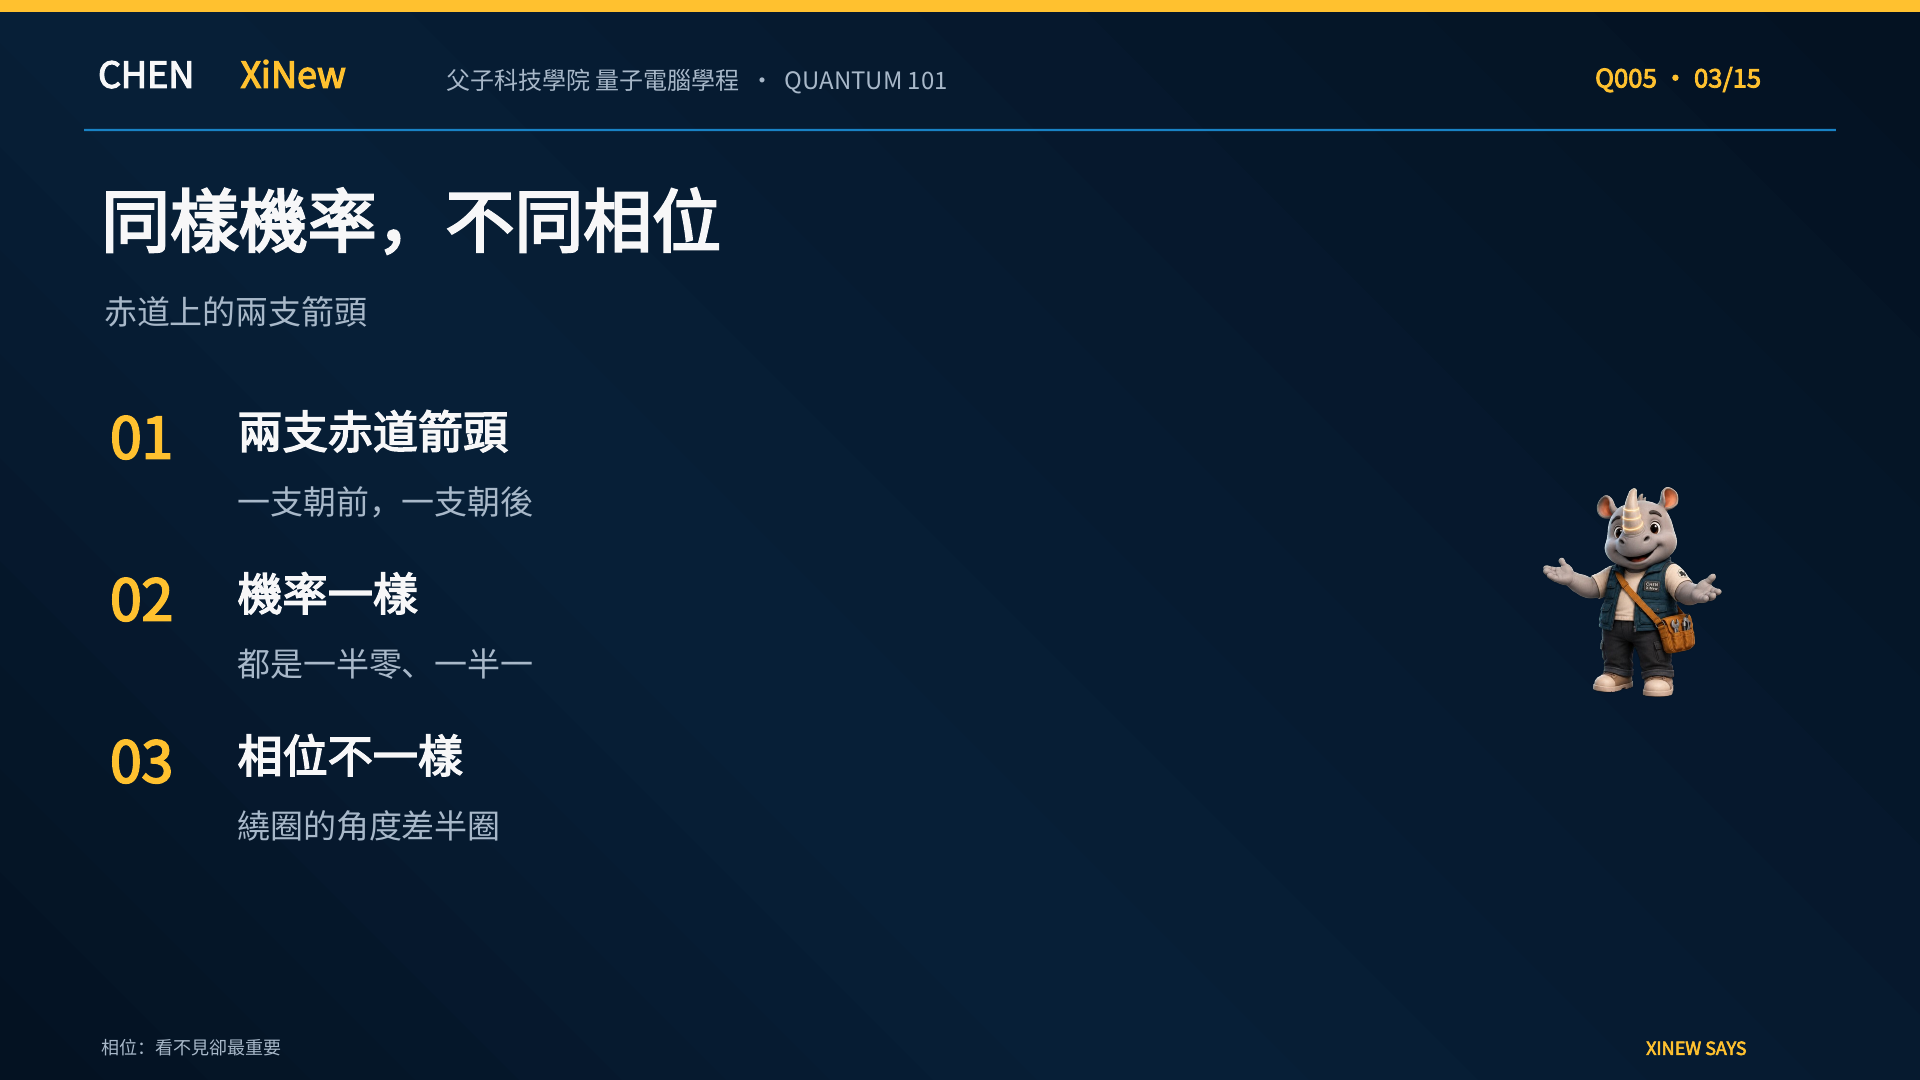 CHEN XiNew 父子科技學院 量子電腦學程 • QUANTUM 101 Q005 • 03/15
同樣機率，不同相位
赤道上的兩支箭頭
01 兩支赤道箭頭
一支朝前，一支朝後
02 機率一樣
都是一半零、一半一
03 相位不一樣
繞圈的角度差半圈
相位：看不見卻最重要 XINEW SAYS